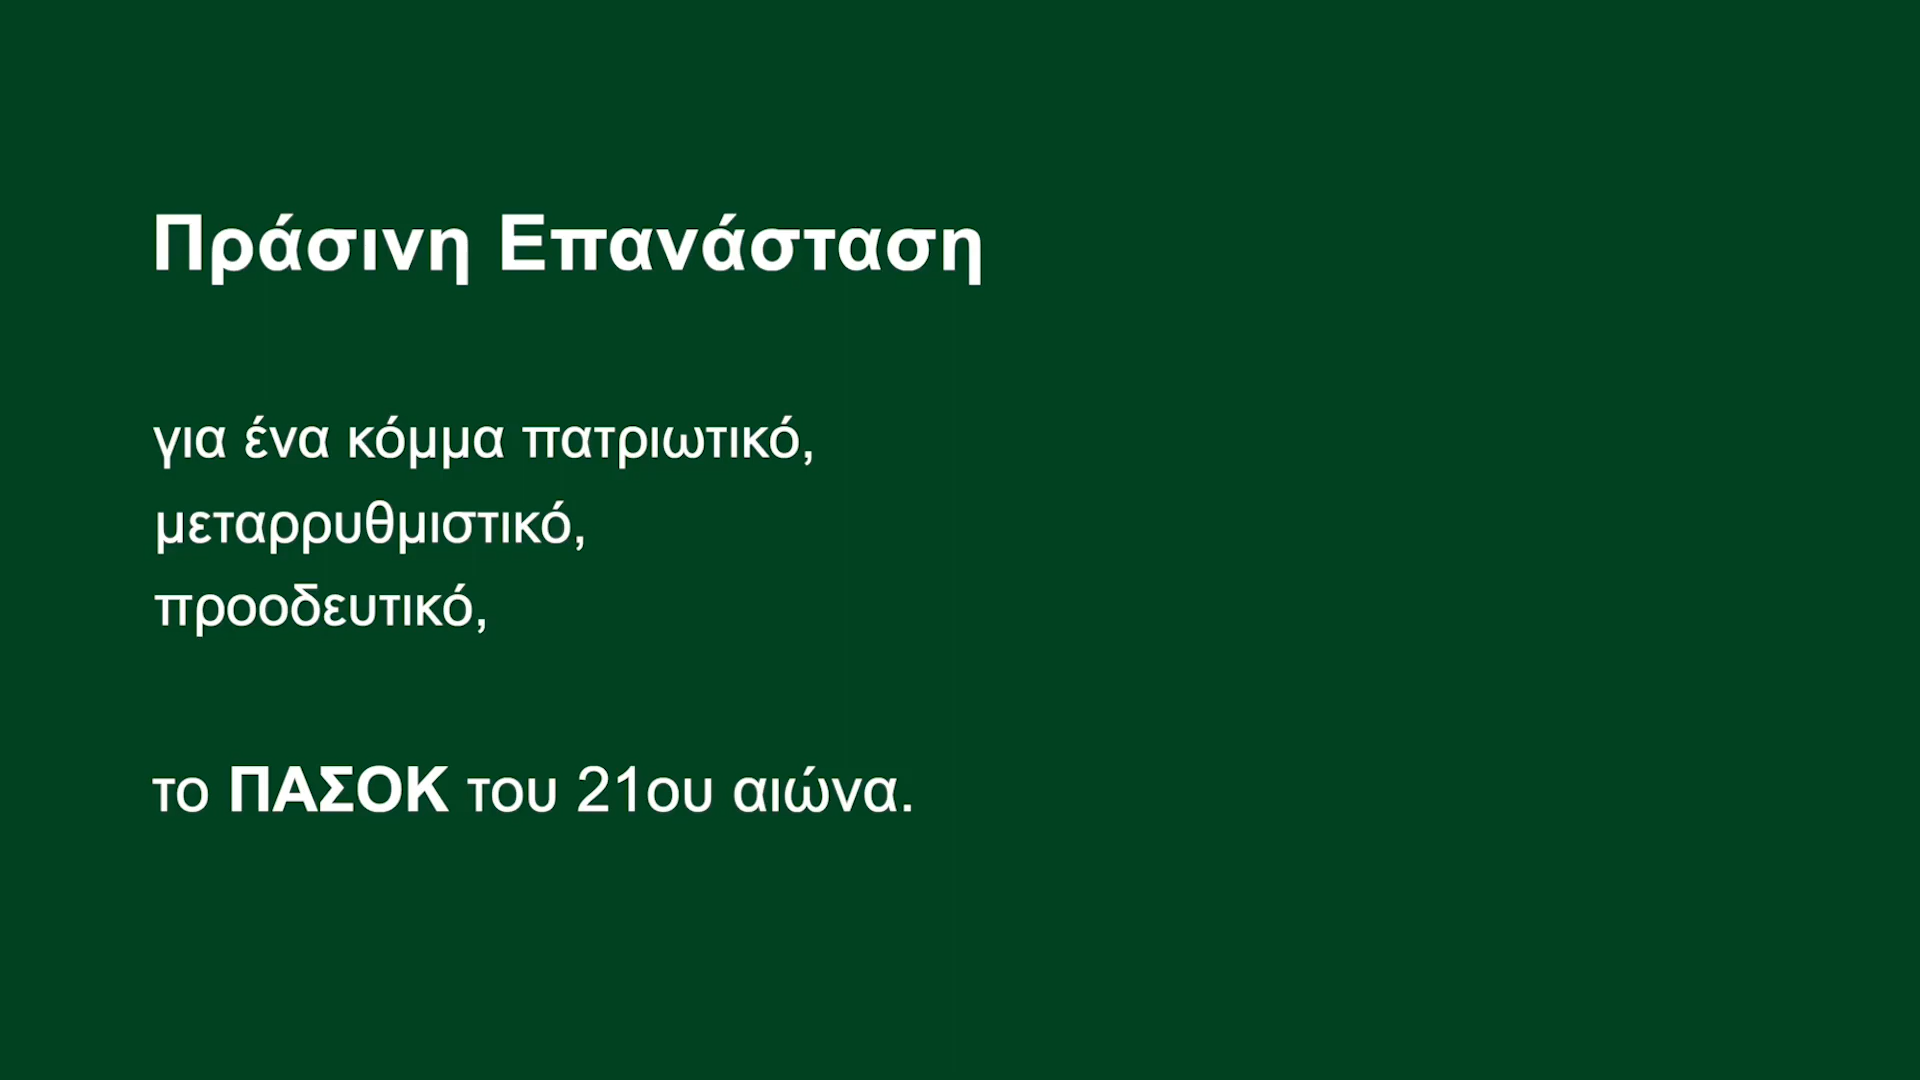 Πράσινη Επανάσταση
για ένα κόμμα πατριωτικό,
μεταρρυθμιστικό,
προοδευτικό,
το ΠΑΣΟΚ του 21ου αιώνα.